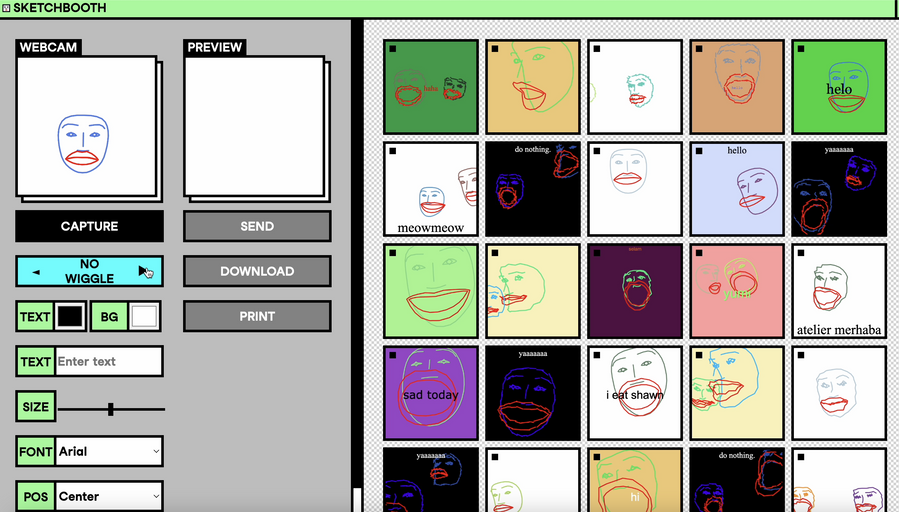 SKETCHBOOTH
WEBCAM
PREVIEW
CAPTURE
SEND
NO
WIGGLE
DOWNLOAD
TEXT
BG
PRINT
TEXT Enter text
SIZE
FONT Arial
POS Center
haha
helo
meowmeow
do nothing.
hello
yaaaaaaa
yum
atelier merhaba
sad today
yaaaaaaa
i eat shawn
yaaaaaaa
hi
do nothing.